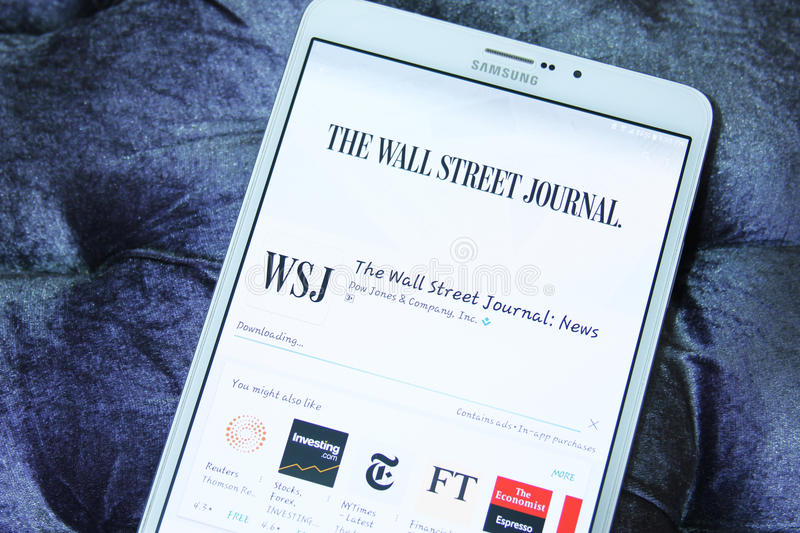 SAMSUNG
THE WALL STREET JOURNAL.
WSJ
The Wall Street Journal: News
Dow Jones & Company, Inc.
Downloading...
Contains ads • In-app purchases
You might also like
MORE
Investing
.com
T
FT
The
Economist
Espresso
Reuters
Thomson Re...
4.3
FREE
Stocks,
Forex,
INVESTING...
4.6
NYTimes
- Latest
The
Financial
dreamstime